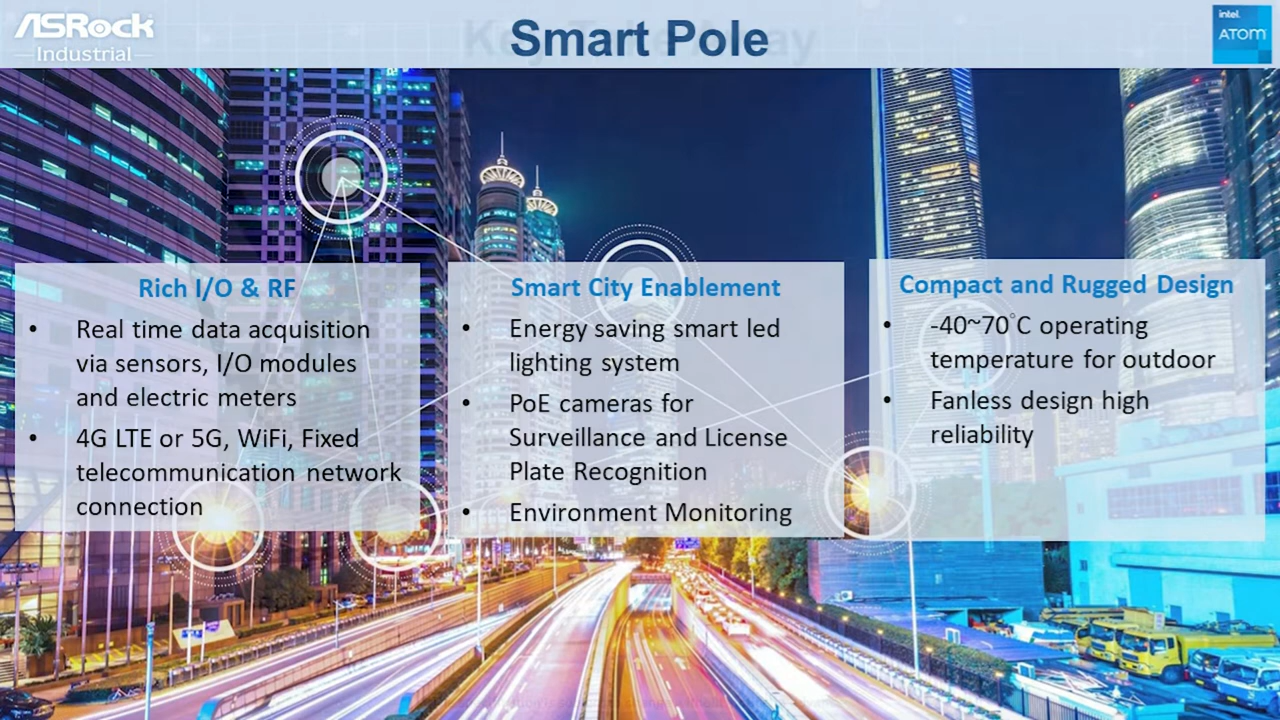 ASRock
Industrial
Smart Pole
intel.
ATOM
Rich I/O & RF
• Real time data acquisition
via sensors, I/O modules
and electric meters
• 4G LTE or 5G, WiFi, Fixed
telecommunication network
connection
Smart City Enablement
• Energy saving smart led
lighting system
• PoE cameras for
Surveillance and License
Plate Recognition
• Environment Monitoring
Compact and Rugged Design
• -40~70°C operating
temperature for outdoor
• Fanless design high
reliability